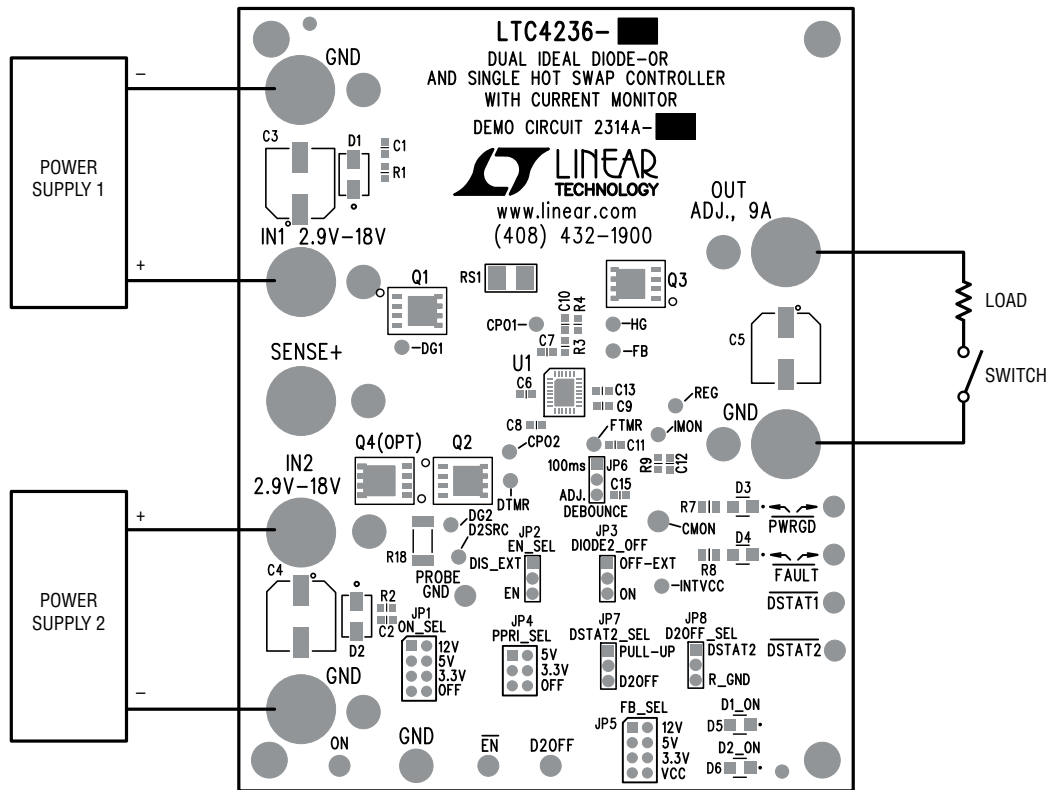 LTC4236-
DUAL IDEAL DIODE-OR
AND SINGLE HOT SWAP CONTROLLER
WITH CURRENT MONITOR
DEMO CIRCUIT 2314A-
LINEAR
TECHNOLOGY
www.linear.com
(408) 432-1900
POWER
SUPPLY 1
–
+
GND
C3
D1
C1
R1
IN1 2.9V-18V
OUT
ADJ., 9A
LOAD
SWITCH
Q1
RS1
Q3
DG1
CPO1
C10
R4
HG
C7
R3
FB
C5
SENSE+
U1
C6
C13
C9
REG
GND
C8
FTMR
IMON
C11
Q4(OPT)
Q2
CPO2
100ms
JP6
R9
C12
IN2
2.9V-18V
DTMR
ADJ.
C15
DEBOUNCE
R7
D3
PWRGD
CMON
POWER
SUPPLY 2
+
–
DG2
D2SRC
R18
JP2
EN_SEL
DIS_EXT
EN
JP3
DIODE2_OFF
OFF-EXT
ON
R8
D4
FAULT
INTVCC
DSTAT1
DSTAT2
PROBE
GND
C4
R2
C2
D2
JP1
ON_SEL
12V
5V
3.3V
OFF
JP4
PPRI_SEL
5V
3.3V
OFF
JP7
DSTAT2_SEL
PULL-UP
D2OFF
JP8
D2OFF_SEL
DSTAT2
R_GND
GND
FB_SEL
JP5
12V
5V
3.3V
VCC
D1_ON
D5
D2_ON
D6
ON
GND
EN
D2OFF